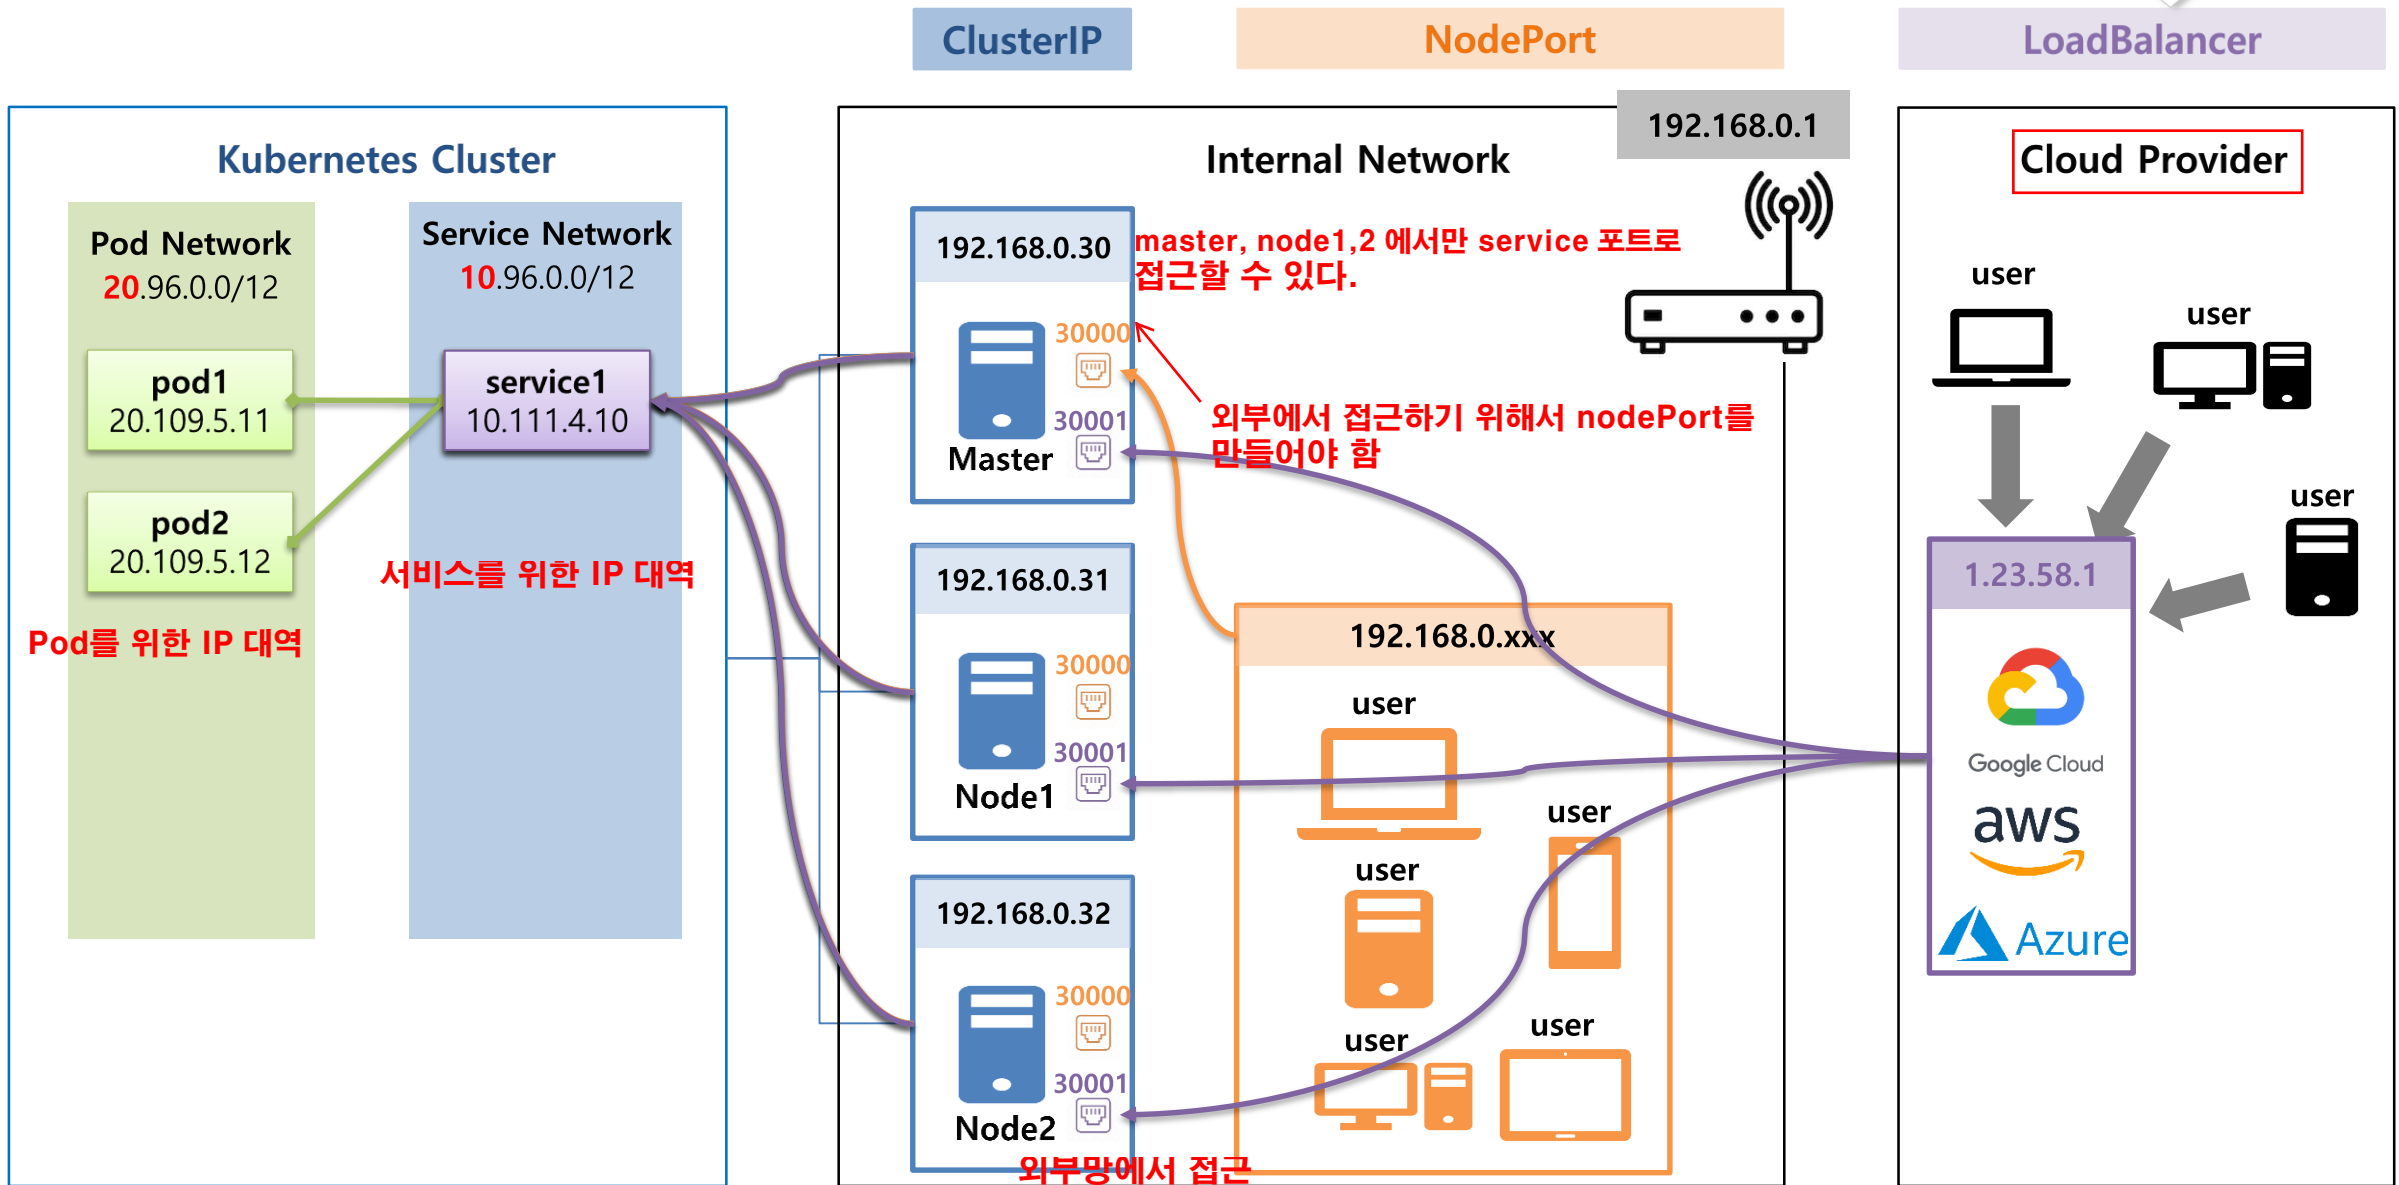 ClusterIP
NodePort
LoadBalancer
Kubernetes Cluster
Pod Network
20.96.0.0/12
pod1
20.109.5.11
pod2
20.109.5.12
Pod를 위한 IP 대역
Service Network
10.96.0.0/12
service1
10.111.4.10
서비스를 위한 IP 대역
Internal Network
192.168.0.1
192.168.0.30
master, node1,2 에서만 service 포트로
접근할 수 있다.
30000
30001
Master
외부에서 접근하기 위해서 nodePort를
만들어야 함
192.168.0.31
30000
30001
Node1
192.168.0.32
30000
30001
Node2
외부망에서 접근
192.168.0.xxx
user
user
user
user
user
Cloud Provider
user
user
user
1.23.58.1
Google Cloud
aws
Azure